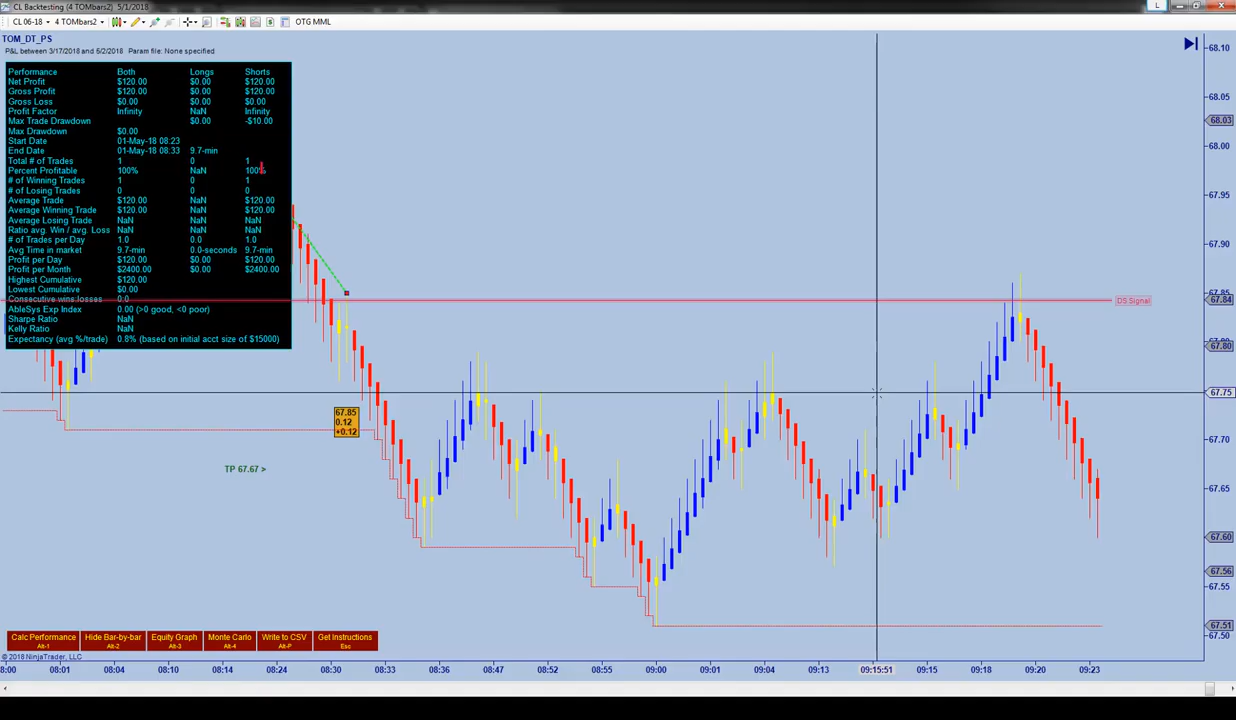 CL Backtesting [4 TOMbars2]  5/1/2018
L
CL 06-18  4 TOMbars2  OTG MML
TOM_DT_PS
P&L between 3/17/2018 and 5/2/2018  Param file: None specified
Performance  Both  Longs  Shorts
Net Profit  $120.00  $0.00  $120.00
Gross Profit  $120.00  $0.00  $120.00
Gross Loss  $0.00  $0.00  $0.00
Profit Factor  Infinity  NaN  Infinity
Max Trade Drawdown  $0.00  -$10.00
Max Drawdown  $0.00
Start Date  01-May-18 08:23
End Date  01-May-18 08:33  9.7-min
Total # of Trades  1  0  1
Percent Profitable  100%  NaN  100%
# of Winning Trades  1  0  1
# of Losing Trades  0  0  0
Average Trade  $120.00  NaN  $120.00
Average Winning Trade  $120.00  NaN  $120.00
Average Losing Trade  NaN  NaN  NaN
Ratio avg. Win / avg. Loss  NaN  NaN  NaN
# of Trades per Day  1.0  0.0  1.0
Avg Time in market  9.7-min  0.0-seconds  9.7-min
Profit per Day  $120.00  $0.00  $120.00
Profit per Month  $2400.00  $0.00  $2400.00
Highest Cumulative  $120.00
Lowest Cumulative  $0.00
Consecutive wins:losses  0:0
AbleSys Exp Index  0.00 (>0 good, <0 poor)
Sharpe Ratio  NaN
Kelly Ratio  NaN
Expectancy (avg %/trade)  0.8% (based on initial acct size of $15000)
DS Signal
67.85
0.12
+0.12
TP 67.67 >
68.10
68.05
68.03
68.00
67.95
67.90
67.85
67.84
67.80
67.75
67.70
67.65
67.60
67.56
67.55
67.51
67.50
Calc Performance  Hide Bar-by-bar  Equity Graph  Monte Carlo  Write to CSV  Get Instructions
Alt-1  Alt-2  Alt-3  Alt-4  Alt-P  Esc
© 2018 NinjaTrader, LLC
8:00  08:01  08:04  08:12  08:14  08:24  08:30  08:33  08:39  08:48  08:52  08:55  09:00  09:01  09:04  09:13  09:15:51  09:15  09:18  09:20  09:23